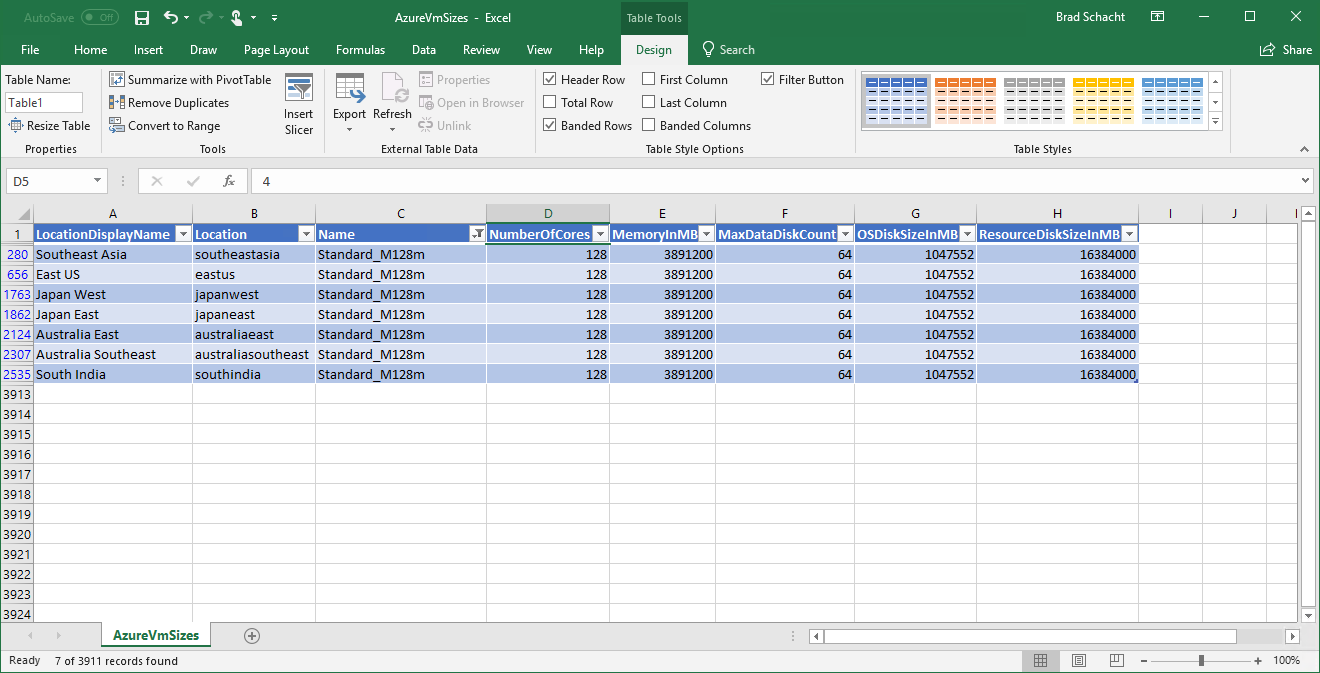 AutoSave Off AzureVmSizes - Excel Table Tools Brad Schacht
File Home Insert Draw Page Layout Formulas Data Review View Help Design Search Share
Table Name: Summarize with PivotTable Properties Header Row First Column Filter Button
Table1 Remove Duplicates Insert Slicer Export Refresh Open in Browser Total Row Last Column
Resize Table Convert to Range Unlink Banded Rows Banded Columns
Properties Tools External Table Data Table Style Options Table Styles
D5 fx 4
A B C D E F G H I J
1 LocationDisplayName Location Name NumberOfCores MemoryInMB MaxDataDiskCount OSDiskSizeInMB ResourceDiskSizeInMB
280 Southeast Asia southeastasia Standard_M128m 128 3891200 64 1047552 16384000
656 East US eastus Standard_M128m 128 3891200 64 1047552 16384000
1763 Japan West japanwest Standard_M128m 128 3891200 64 1047552 16384000
1862 Japan East japaneast Standard_M128m 128 3891200 64 1047552 16384000
2124 Australia East australiaeast Standard_M128m 128 3891200 64 1047552 16384000
2307 Australia Southeast australiasoutheast Standard_M128m 128 3891200 64 1047552 16384000
2535 South India southindia Standard_M128m 128 3891200 64 1047552 16384000
3913
3914
3915
3916
3917
3918
3919
3920
3921
3922
3923
3924
AzureVmSizes
Ready 7 of 3911 records found 100%